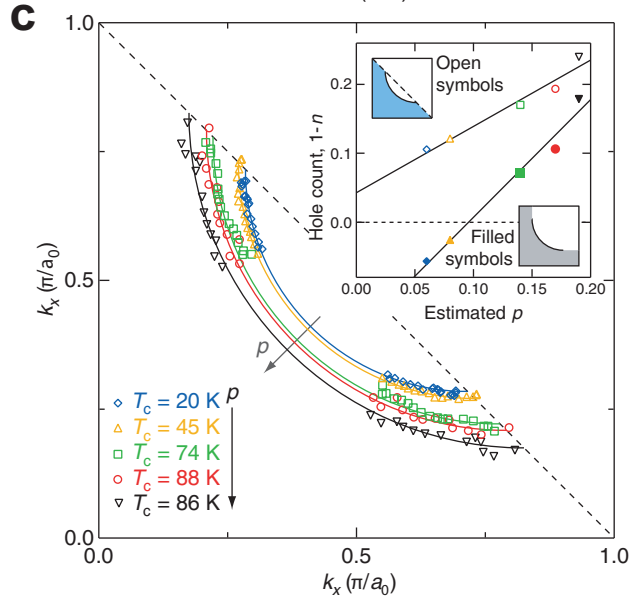 c
1.0
0.5
0.0
k_x (π/a_0)
0.0
0.5
1.0
k_x (π/a_0)
p
p
T_c = 20 K
T_c = 45 K
T_c = 74 K
T_c = 88 K
T_c = 86 K
Open
symbols
Filled
symbols
Hole count, 1-n
0.2
0.1
0.0
0.00
0.05
0.10
0.15
0.20
Estimated p